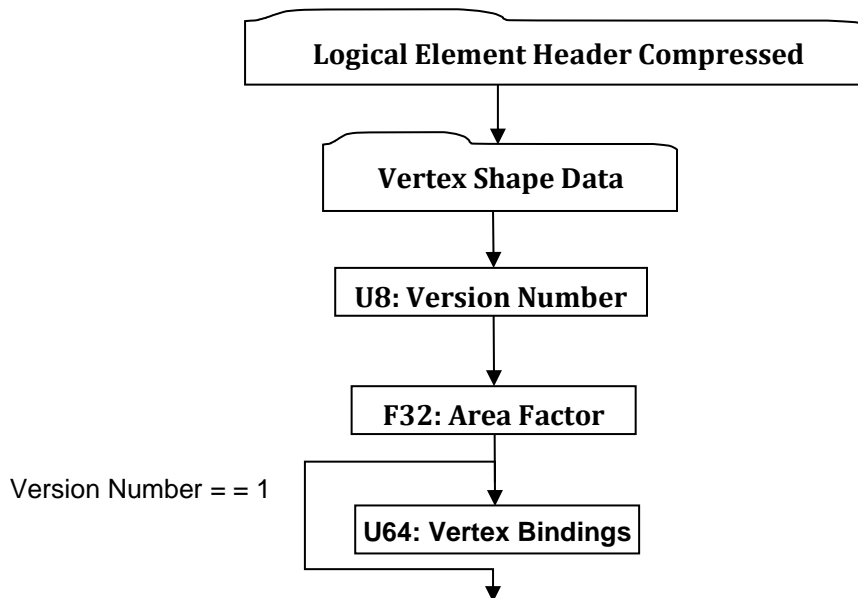 Logical Element Header Compressed
Vertex Shape Data
U8: Version Number
F32: Area Factor
Version Number = = 1
U64: Vertex Bindings